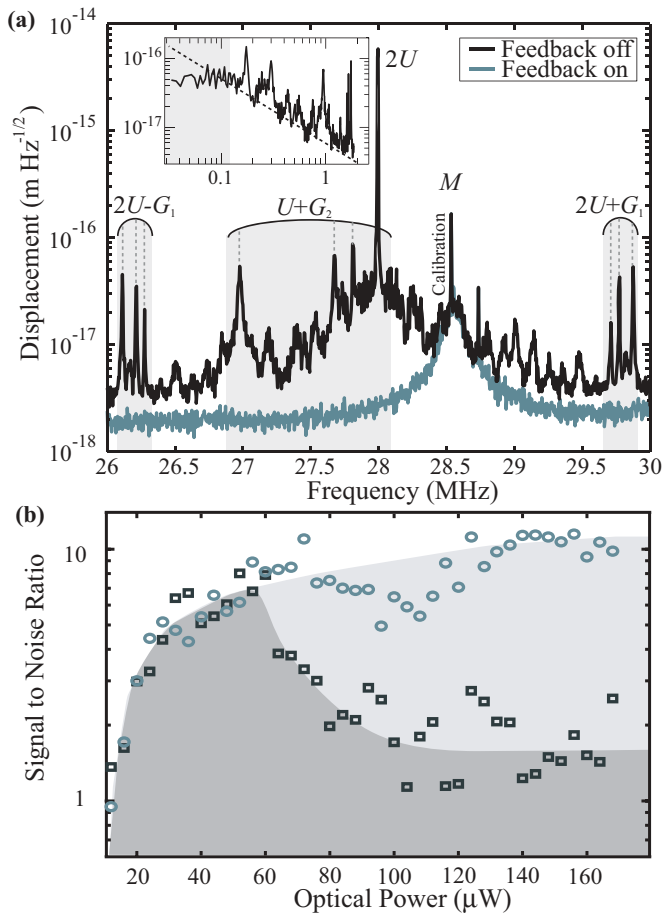 (a)
10^-14
10^-15
10^-16
10^-17
10^-18
Displacement (m Hz^-1/2)
10^-16
10^-17
0.1
1
2U
Feedback off
Feedback on
2U-G₁
U+G₂
M
Calibration
2U+G₁
26
26.5
27
27.5
28
28.5
29
29.5
30
Frequency (MHz)
(b)
10
1
Signal to Noise Ratio
20
40
60
80
100
120
140
160
Optical Power (μW)